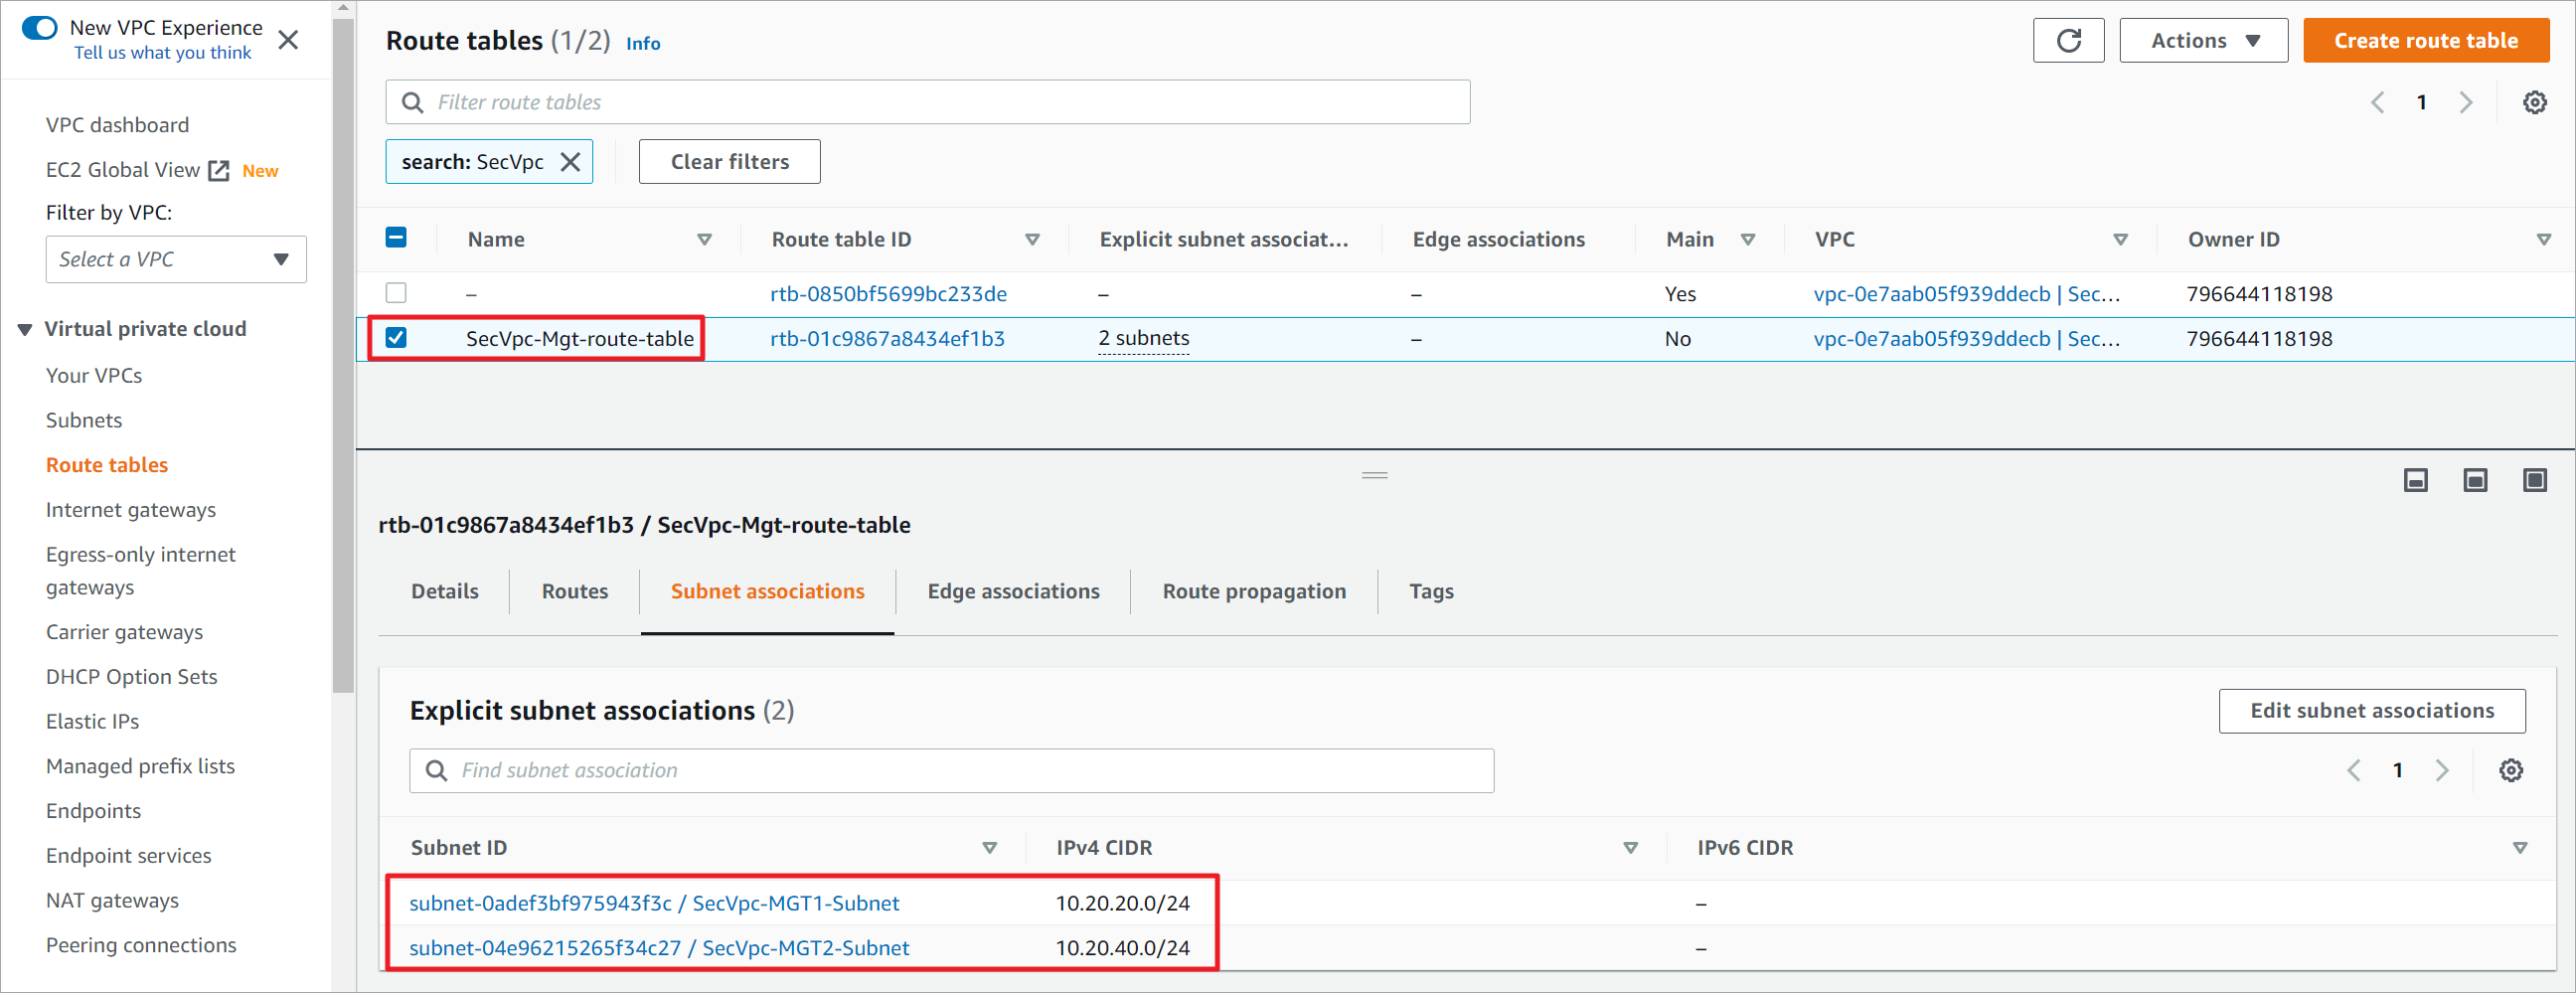 New VPC Experience
Tell us what you think
VPC dashboard
EC2 Global View New
Filter by VPC:
Select a VPC
Virtual private cloud
Your VPCs
Subnets
Route tables
Internet gateways
Egress-only internet
gateways
Carrier gateways
DHCP Option Sets
Elastic IPs
Managed prefix lists
Endpoints
Endpoint services
NAT gateways
Peering connections
Route tables (1/2) Info
Actions
Create route table
Filter route tables
1
search: SecVpc
Clear filters
Name Route table ID Explicit subnet associat... Edge associations Main VPC Owner ID
– rtb-0850bf5699bc233de – – Yes vpc-0e7aab05f939ddecb | Sec... 796644118198
SecVpc-Mgt-route-table rtb-01c9867a8434ef1b3 2 subnets – No vpc-0e7aab05f939ddecb | Sec... 796644118198
rtb-01c9867a8434ef1b3 / SecVpc-Mgt-route-table
Details Routes Subnet associations Edge associations Route propagation Tags
Explicit subnet associations (2)
Edit subnet associations
Find subnet association
1
Subnet ID IPv4 CIDR IPv6 CIDR
subnet-0adef3bf975943f3c / SecVpc-MGT1-Subnet 10.20.20.0/24 –
subnet-04e96215265f34c27 / SecVpc-MGT2-Subnet 10.20.40.0/24 –